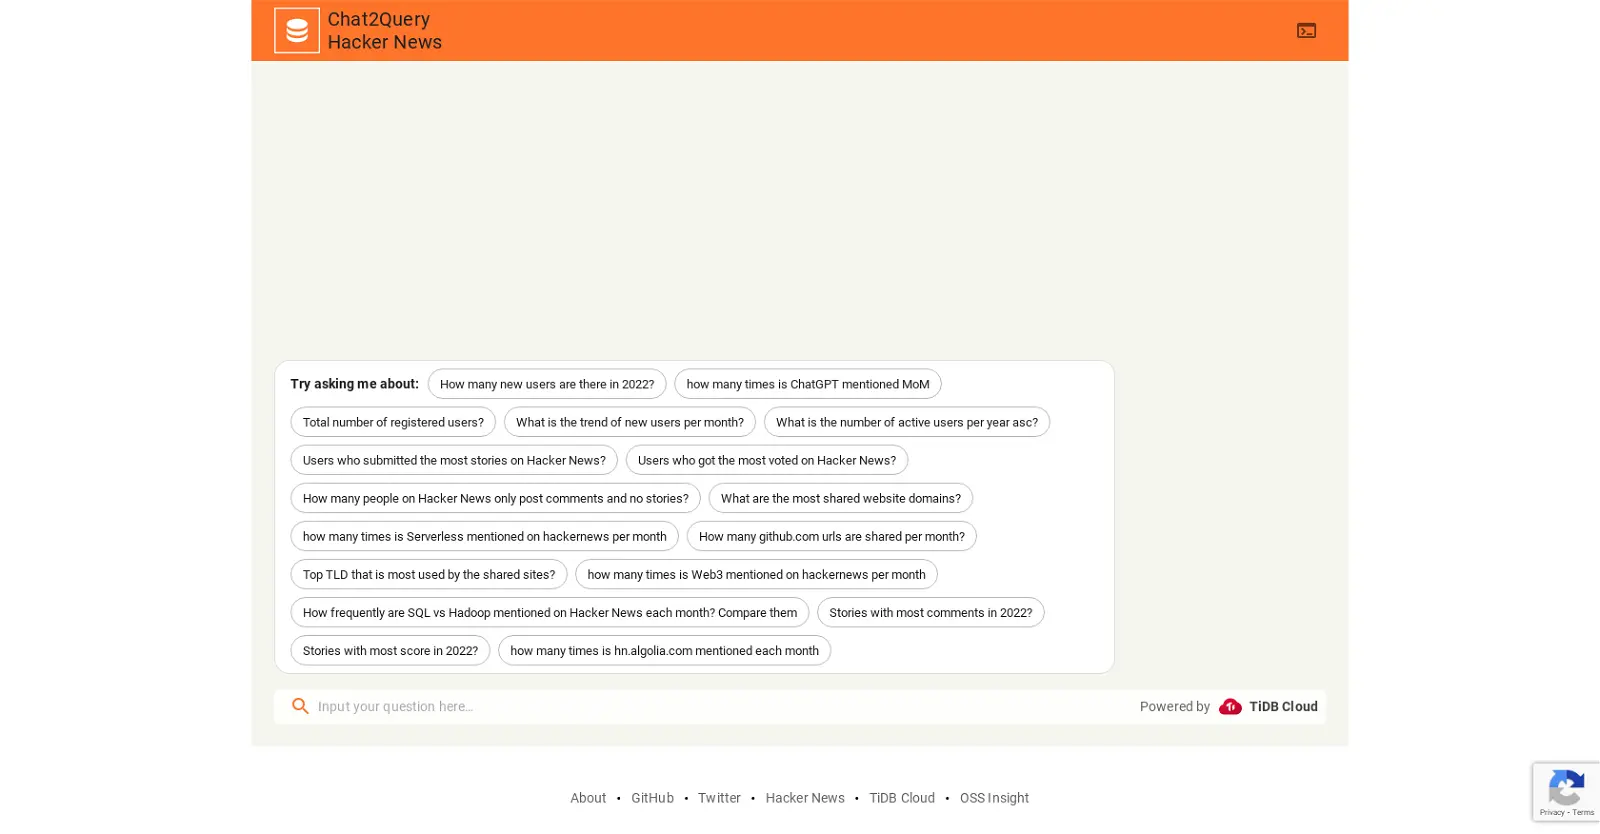 Chat2Query
Hacker News
Try asking me about: How many new users are there in 2022? how many times is ChatGPT mentioned MoM
Total number of registered users? What is the trend of new users per month? What is the number of active users per year asc?
Users who submitted the most stories on Hacker News? Users who got the most voted on Hacker News?
How many people on Hacker News only post comments and no stories? What are the most shared website domains?
how many times is Serverless mentioned on hackernews per month How many github.com urls are shared per month?
Top TLD that is most used by the shared sites? how many times is Web3 mentioned on hackernews per month
How frequently are SQL vs Hadoop mentioned on Hacker News each month? Compare them Stories with most comments in 2022?
Stories with most score in 2022? how many times is hn.algolia.com mentioned each month
Input your question here... Powered by TiDB Cloud
About • GitHub • Twitter • Hacker News • TiDB Cloud • OSS Insight
Privacy - Terms